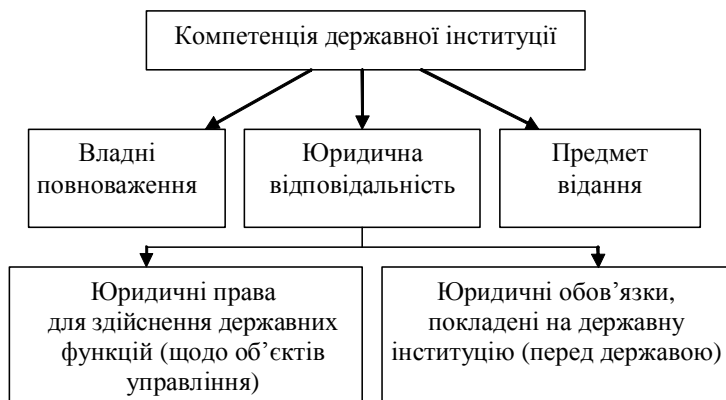 Компетенція державної інституції
Владні
повноваження
Юридична
відповідальність
Предмет
відання
Юридичні права
для здійснення державних
функцій (щодо об’єктів
управління)
Юридичні обов’язки,
покладені на державну
інституцію (перед державою)